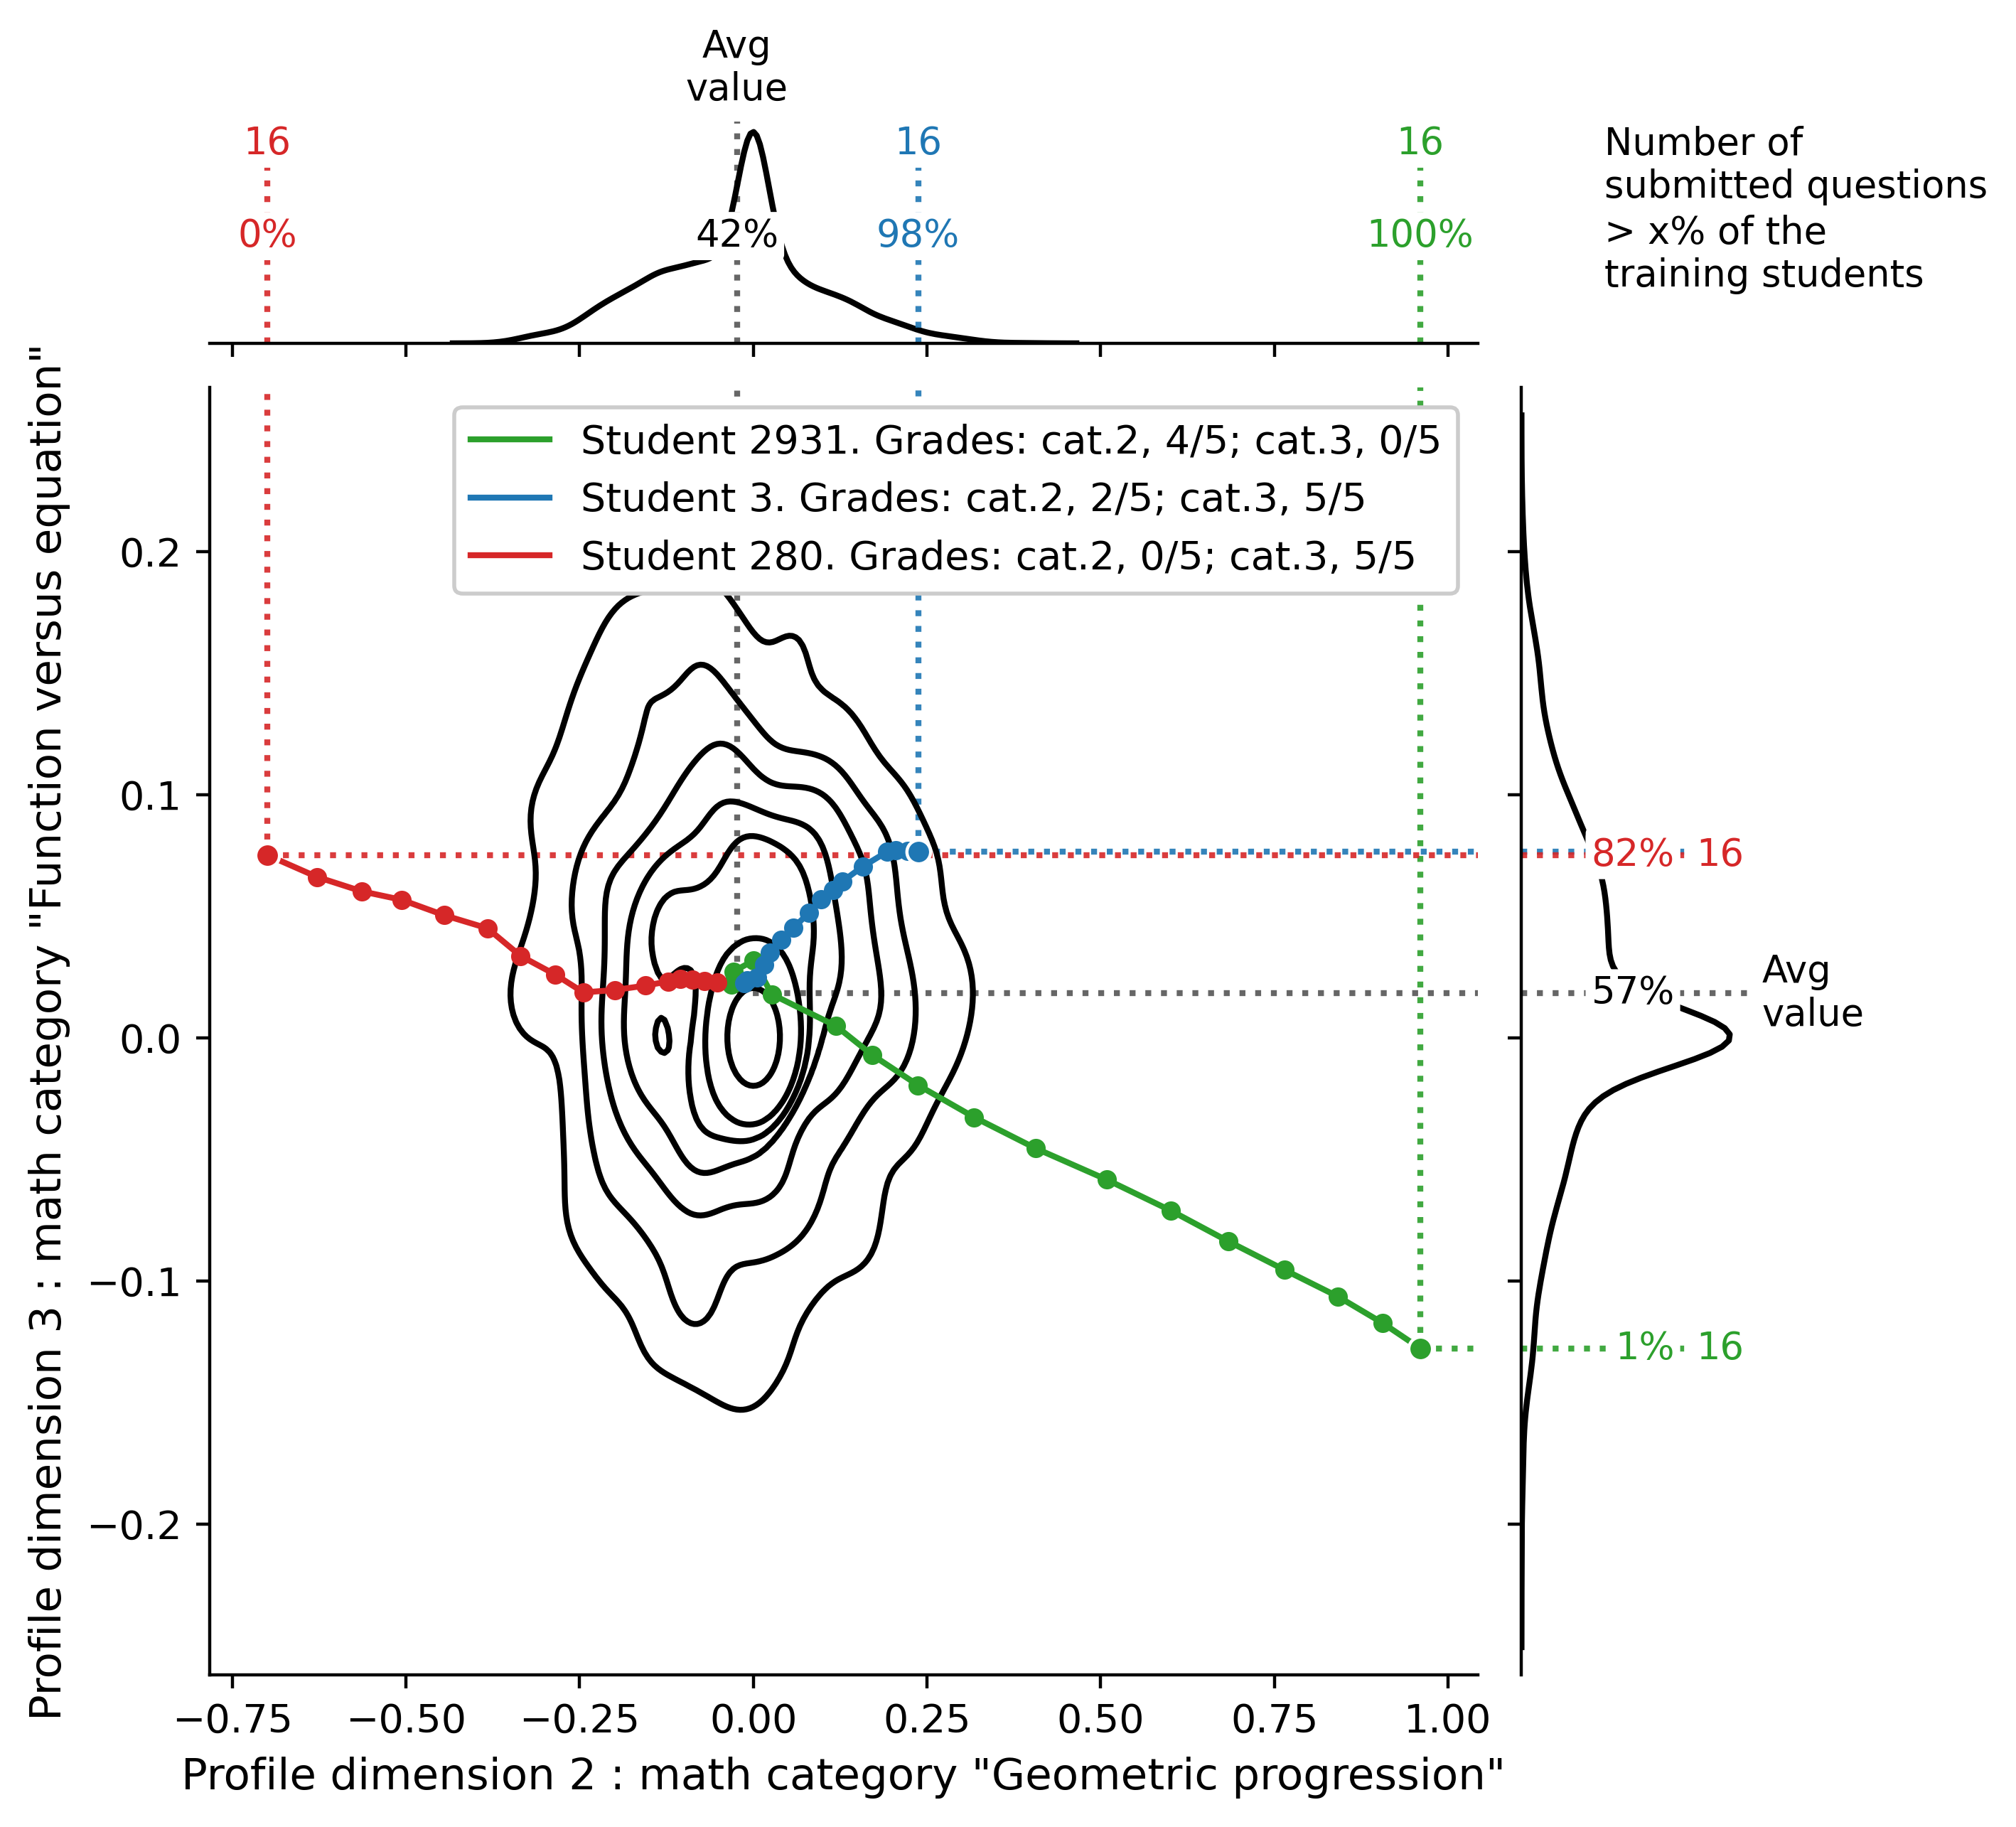 Avg
value
16
16
16
Number of
submitted questions
0%
42%
98%
100%
> x% of the
training students
Profile dimension 3 : math category "Function versus equation"
Student 2931. Grades: cat.2, 4/5; cat.3, 0/5
Student 3. Grades: cat.2, 2/5; cat.3, 5/5
Student 280. Grades: cat.2, 0/5; cat.3, 5/5
0.2
0.1
0.0
−0.1
−0.2
82%
16
57%
Avg
value
1%
16
−0.75
−0.50
−0.25
0.00
0.25
0.50
0.75
1.00
Profile dimension 2 : math category "Geometric progression"